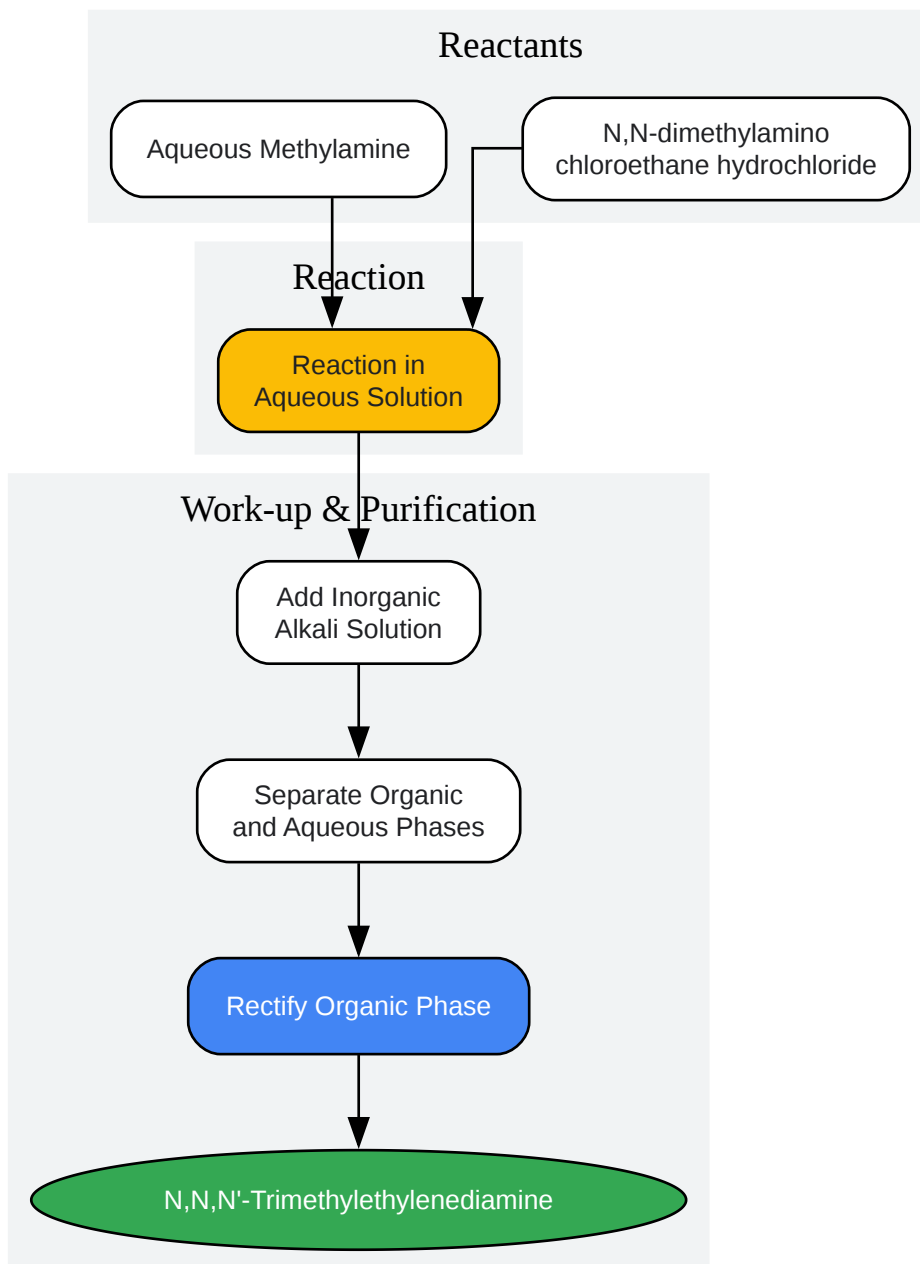 Reactants
Aqueous Methylamine
N,N-dimethylamino
chloroethane hydrochloride
Reaction
Reaction in
Aqueous Solution
Work-up & Purification
Add Inorganic
Alkali Solution
Separate Organic
and Aqueous Phases
Rectify Organic Phase
N,N,N'-Trimethylethylenediamine